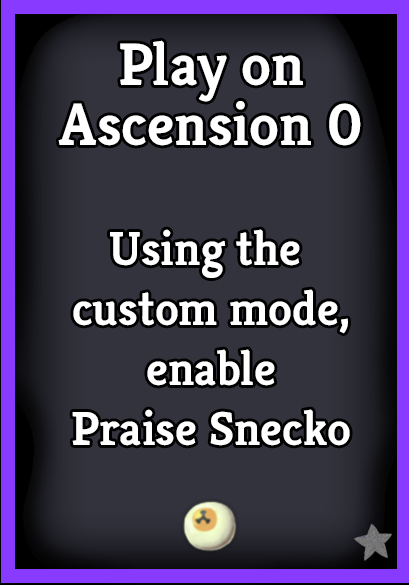 Play on
Ascension 0
Using the
custom mode,
enable
Praise Snecko